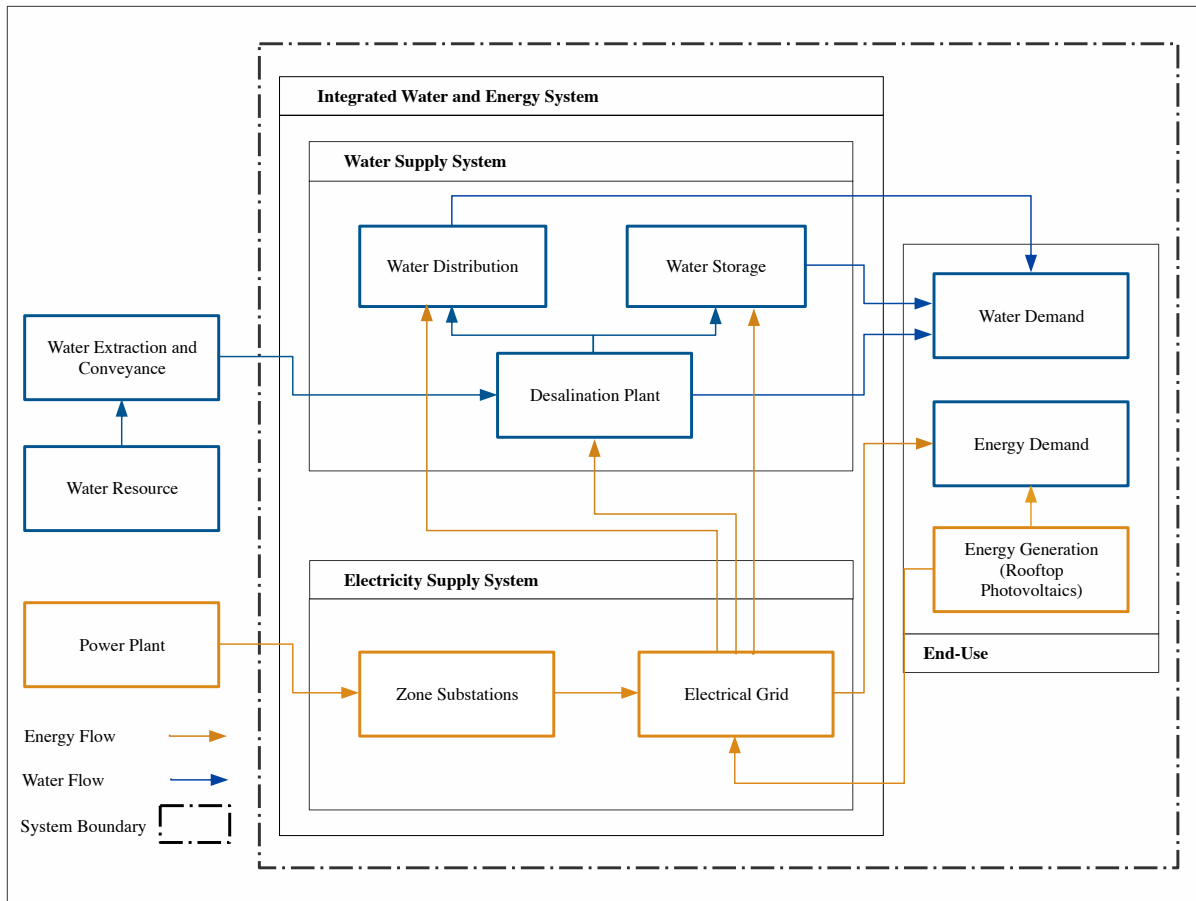 Integrated Water and Energy System
Water Supply System
Water Distribution
Water Storage
Water Demand
Water Extraction and
Conveyance
Desalination Plant
Energy Demand
Water Resource
Energy Generation
(Rooftop
Photovoltaics)
Electricity Supply System
Power Plant
End-Use
Zone Substations
Electrical Grid
Energy Flow
Water Flow
System Boundary